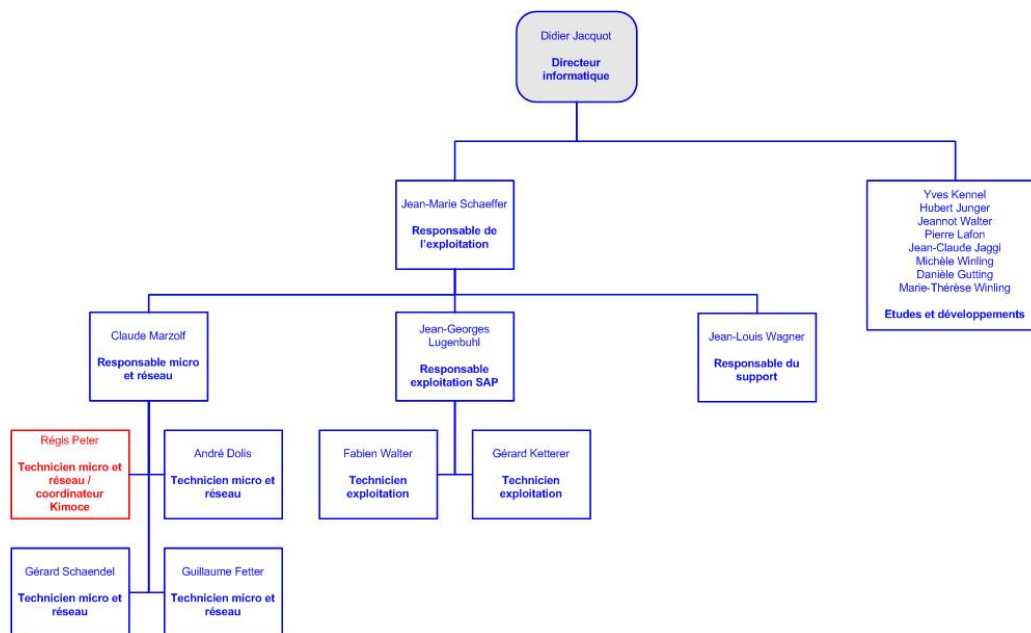 Didier Jacquot
Directeur
informatique
Jean-Marie Schaeffer
Responsable de
l'exploitation
Yves Kennel
Hubert Junger
Jeannot Walter
Pierre Lafon
Jean-Claude Jaggi
Michèle Winling
Danièle Gutting
Marie-Thérèse Winling
Etudes et développements
Claude Marzolf
Responsable micro
et réseau
Jean-Georges
Lugenbuhl
Responsable
exploitation SAP
Jean-Louis Wagner
Responsable du
support
Régis Peter
Technicien micro et
réseau /
coordinateur
Kimoce
André Dolis
Technicien micro et
réseau
Fabien Walter
Technicien
exploitation
Gérard Ketterer
Technicien
exploitation
Gérard Schaendel
Technicien micro et
réseau
Guillaume Fetter
Technicien micro et
réseau